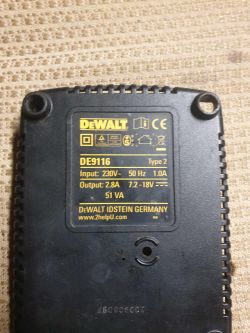 DEWALT CE
DE9116 Type 2
Input: 230V~ 50 Hz 1.0A
Output: 2.8A 7.2 -18V
51 VA
DEWALT IDSTEIN GERMANY
www.2helpU.com